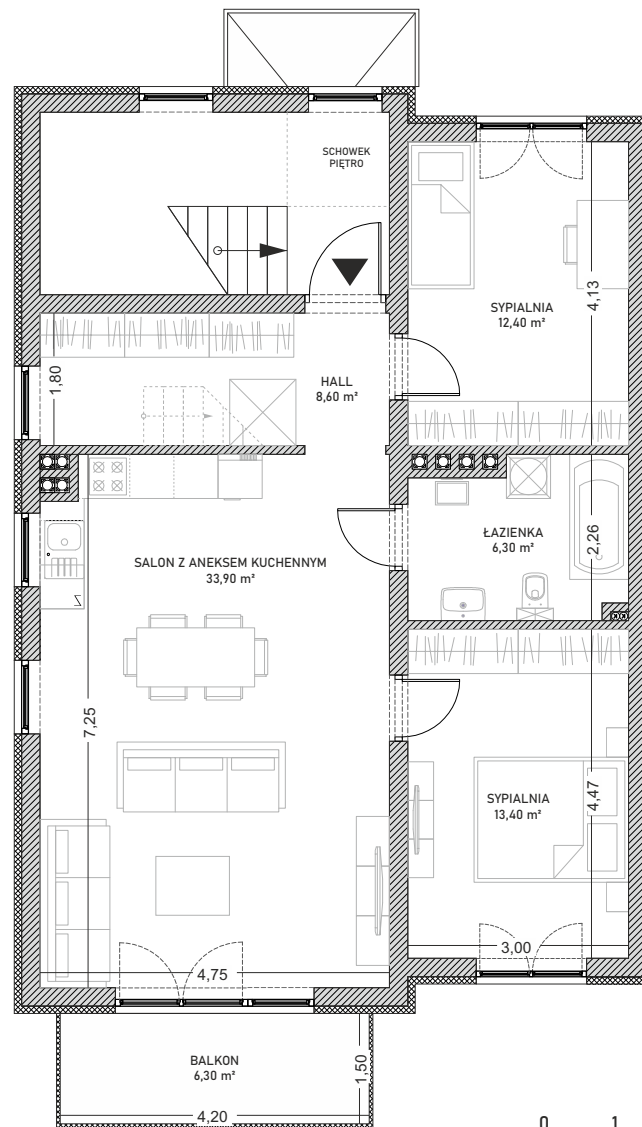 SCHOWEK
PIĘTRO
SYPIALNIA
12,40 m²
4,13
HALL
8,60 m²
1,80
SALON Z ANEKSEM KUCHENNYM
33,90 m²
ŁAZIENKA
6,30 m²
2,26
7,25
SYPIALNIA
13,40 m²
4,47
3,00
4,75
BALKON
6,30 m²
1,50
4,20
0
1